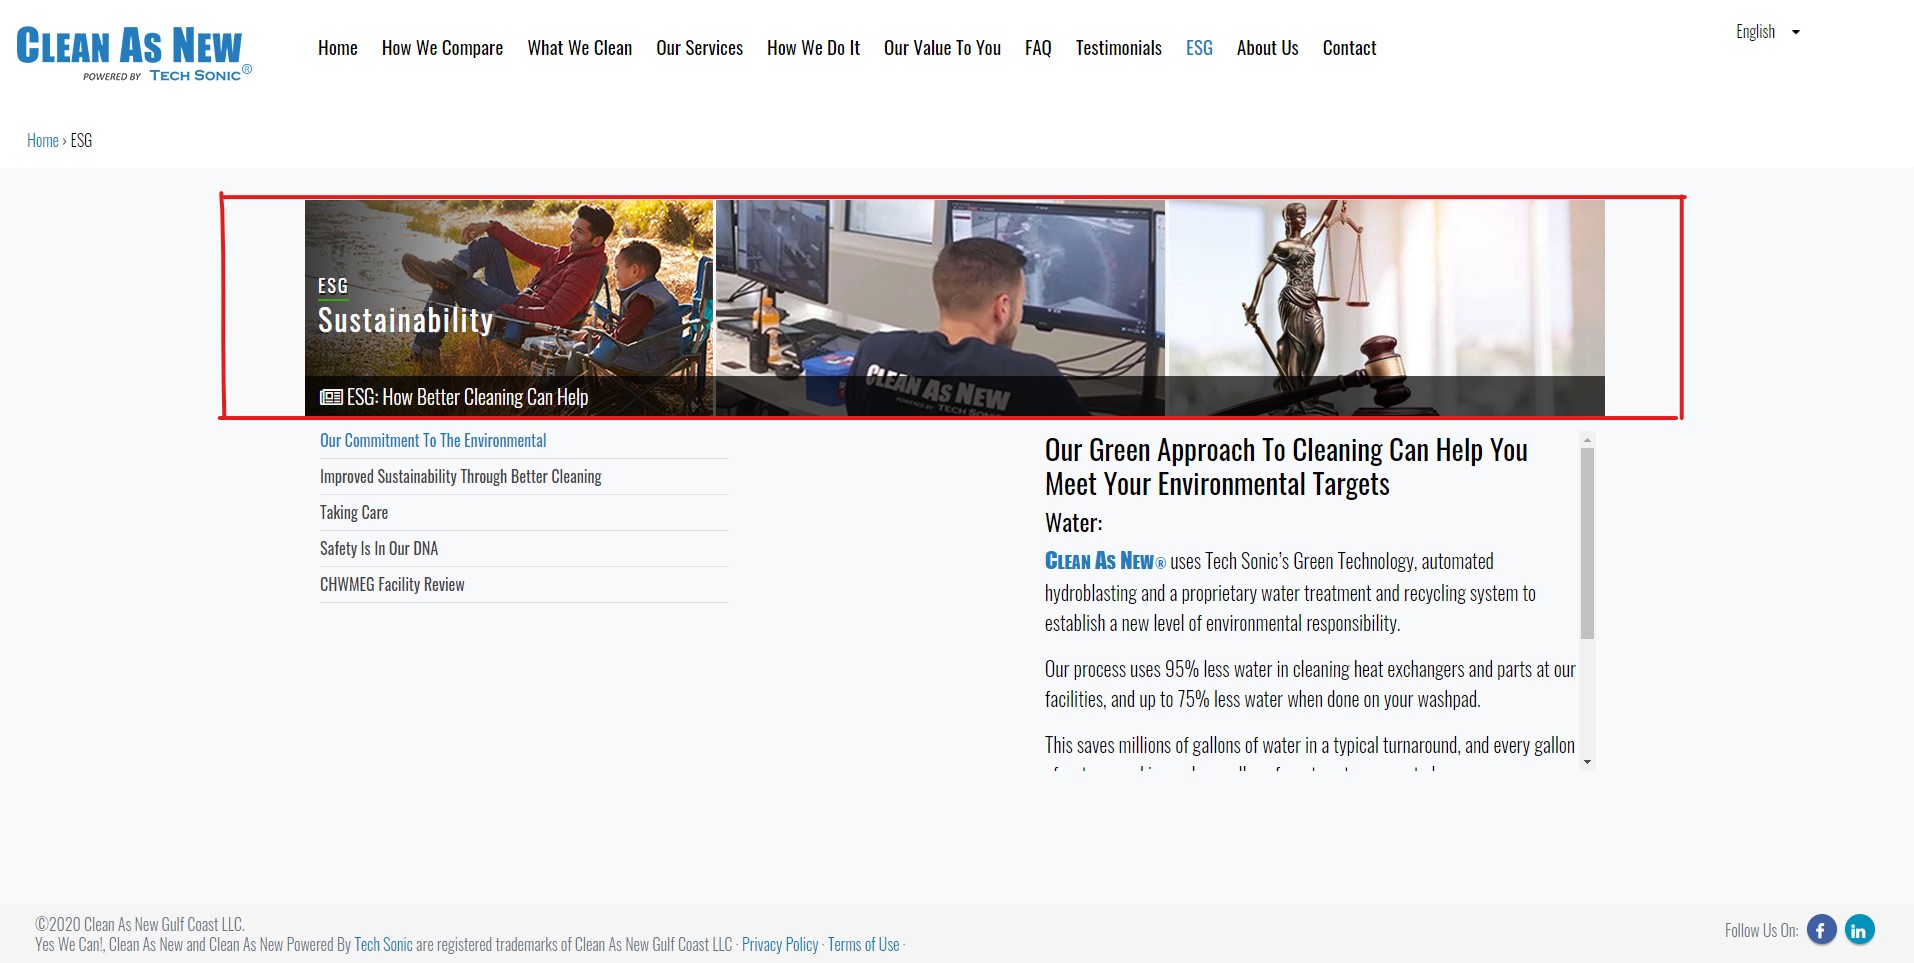 CLEAN AS NEW
POWERED BY TECH SONIC®
Home How We Compare What We Clean Our Services How We Do It Our Value To You FAQ Testimonials ESG About Us Contact
English
Home › ESG
ESG
Sustainability
ESG: How Better Cleaning Can Help
CLEAN AS NEW
POWERED BY TECH SONIC
Our Commitment To The Environmental
Improved Sustainability Through Better Cleaning
Taking Care
Safety Is In Our DNA
CHWMEG Facility Review
Our Green Approach To Cleaning Can Help You
Meet Your Environmental Targets
Water:
CLEAN AS NEW® uses Tech Sonic’s Green Technology, automated
hydroblasting and a proprietary water treatment and recycling system to
establish a new level of environmental responsibility.
Our process uses 95% less water in cleaning heat exchangers and parts at our
facilities, and up to 75% less water when done on your washpad.
This saves millions of gallons of water in a typical turnaround, and every gallon
©2020 Clean As New Gulf Coast LLC.
Yes We Can!, Clean As New and Clean As New Powered By Tech Sonic are registered trademarks of Clean As New Gulf Coast LLC · Privacy Policy · Terms of Use ·
Follow Us On: f in